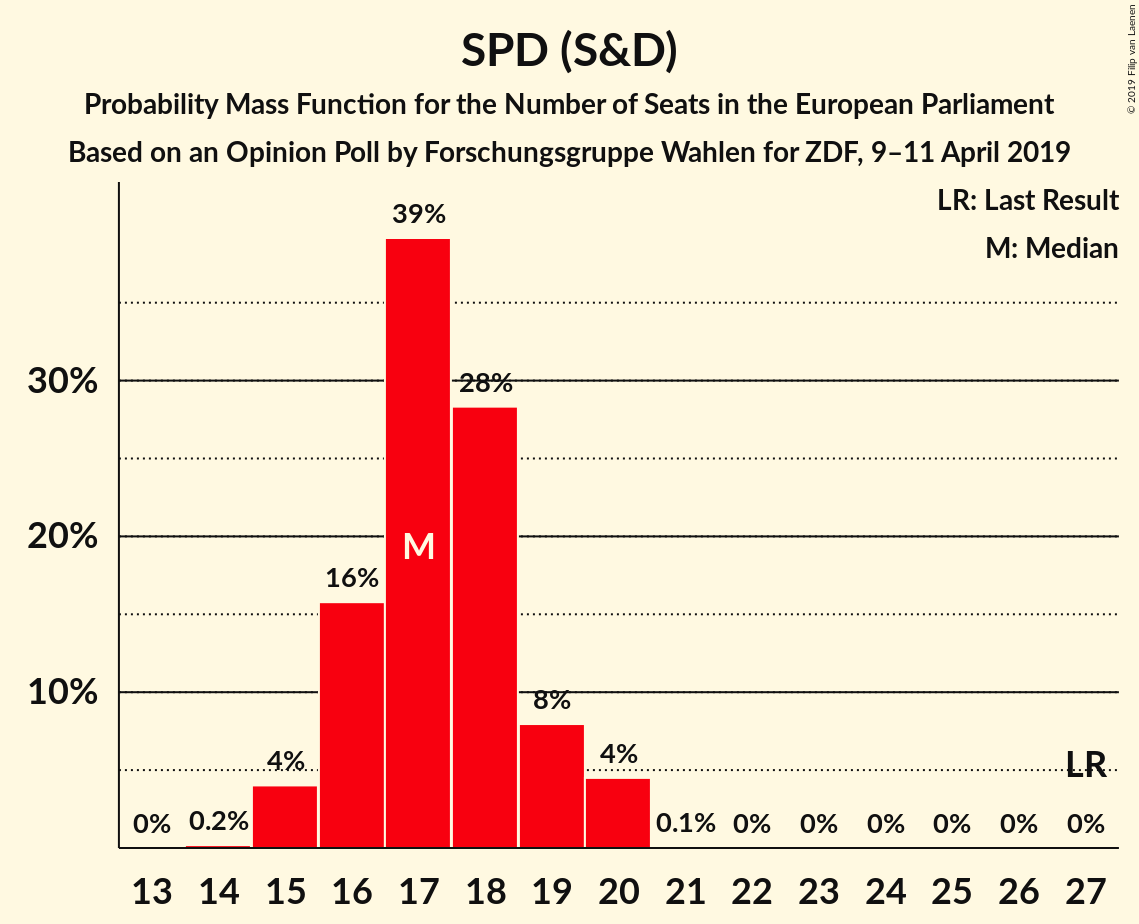 SPD (S&D)
Probability Mass Function for the Number of Seats in the European Parliament
Based on an Opinion Poll by Forschungsgruppe Wahlen for ZDF, 9–11 April 2019
© 2019 Filip van Laenen
LR: Last Result
M: Median
39%
30%
28%
20%
M
16%
10%
8%
4%
4%
LR
0%
0.2%
0.1%
0%
0%
0%
0%
0%
0%
13 14 15 16 17 18 19 20 21 22 23 24 25 26 27